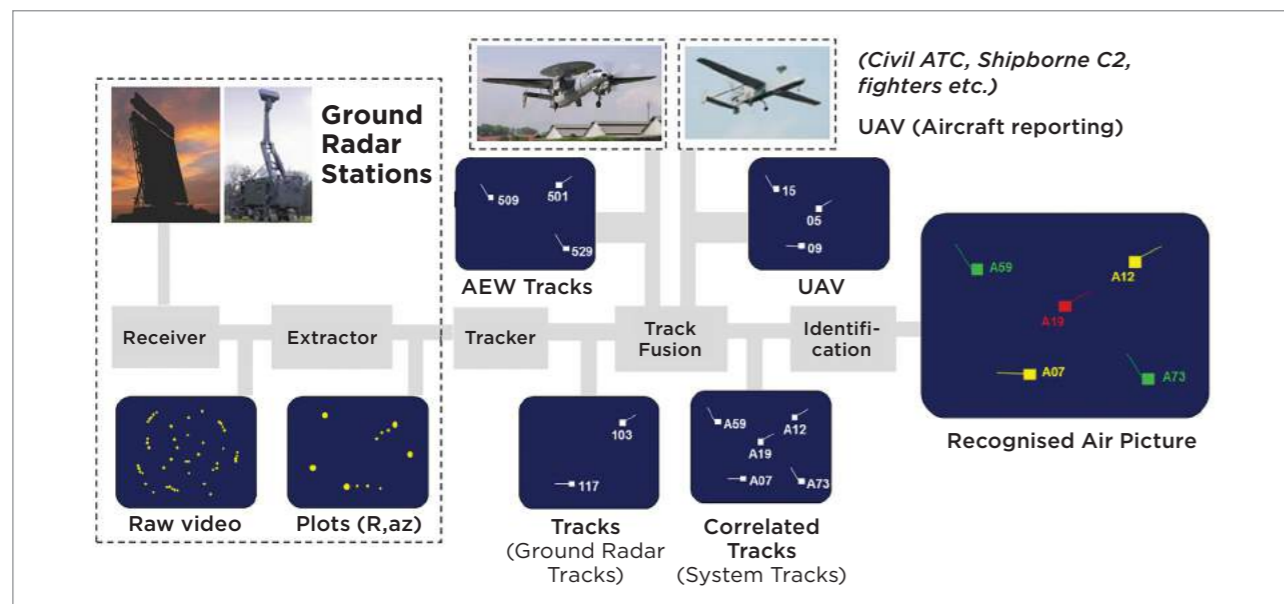 Ground
Radar
Stations
(Civil ATC, Shipborne C2,
fighters etc.)
UAV (Aircraft reporting)
509
501
529
AEW Tracks
15
05
09
UAV
Receiver
Extractor
Tracker
Track
Fusion
Identifi-
cation
A59
A12
A19
A07
A73
Recognised Air Picture
Raw video
Plots (R,az)
103
117
Tracks
(Ground Radar
Tracks)
A59
A12
A19
A07
A73
Correlated
Tracks
(System Tracks)